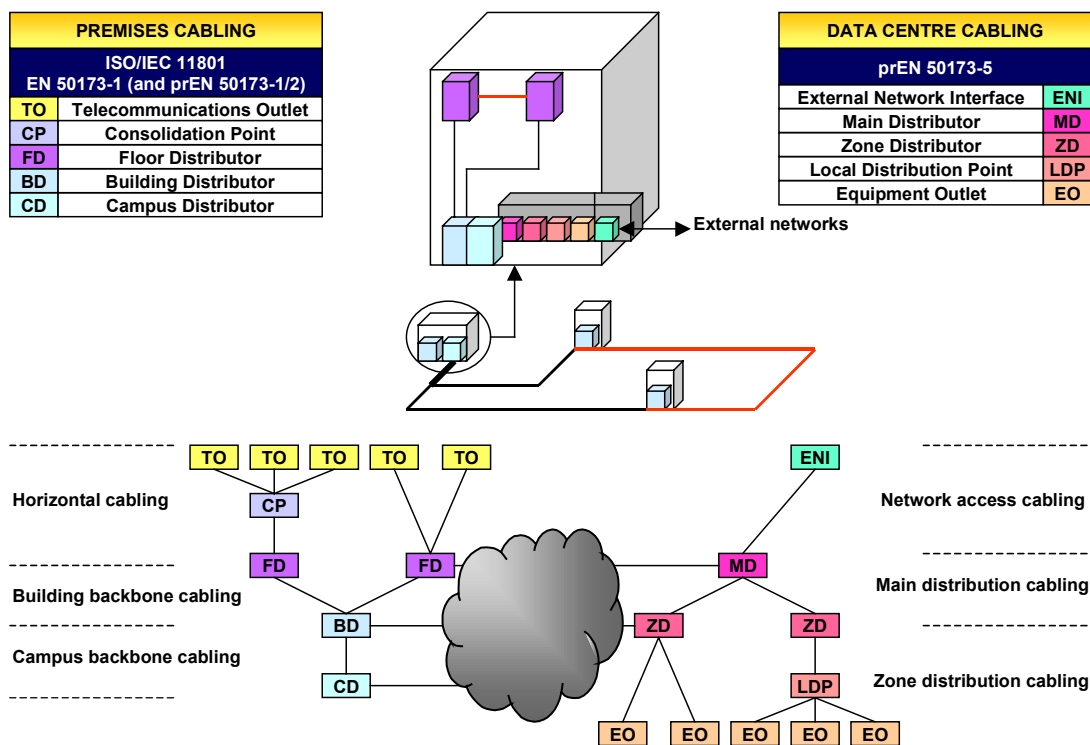 PREMISES CABLING
ISO/IEC 11801
EN 50173-1 (and prEN 50173-1/2)
TO Telecommunications Outlet
CP Consolidation Point
FD Floor Distributor
BD Building Distributor
CD Campus Distributor
DATA CENTRE CABLING
prEN 50173-5
External Network Interface ENI
Main Distributor MD
Zone Distributor ZD
Local Distribution Point LDP
Equipment Outlet EO
External networks
TO TO TO TO TO ENI
Horizontal cabling CP Network access cabling
FD FD MD
Building backbone cabling Main distribution cabling
BD ZD ZD
Campus backbone cabling CD LDP Zone distribution cabling
EO EO EO EO EO